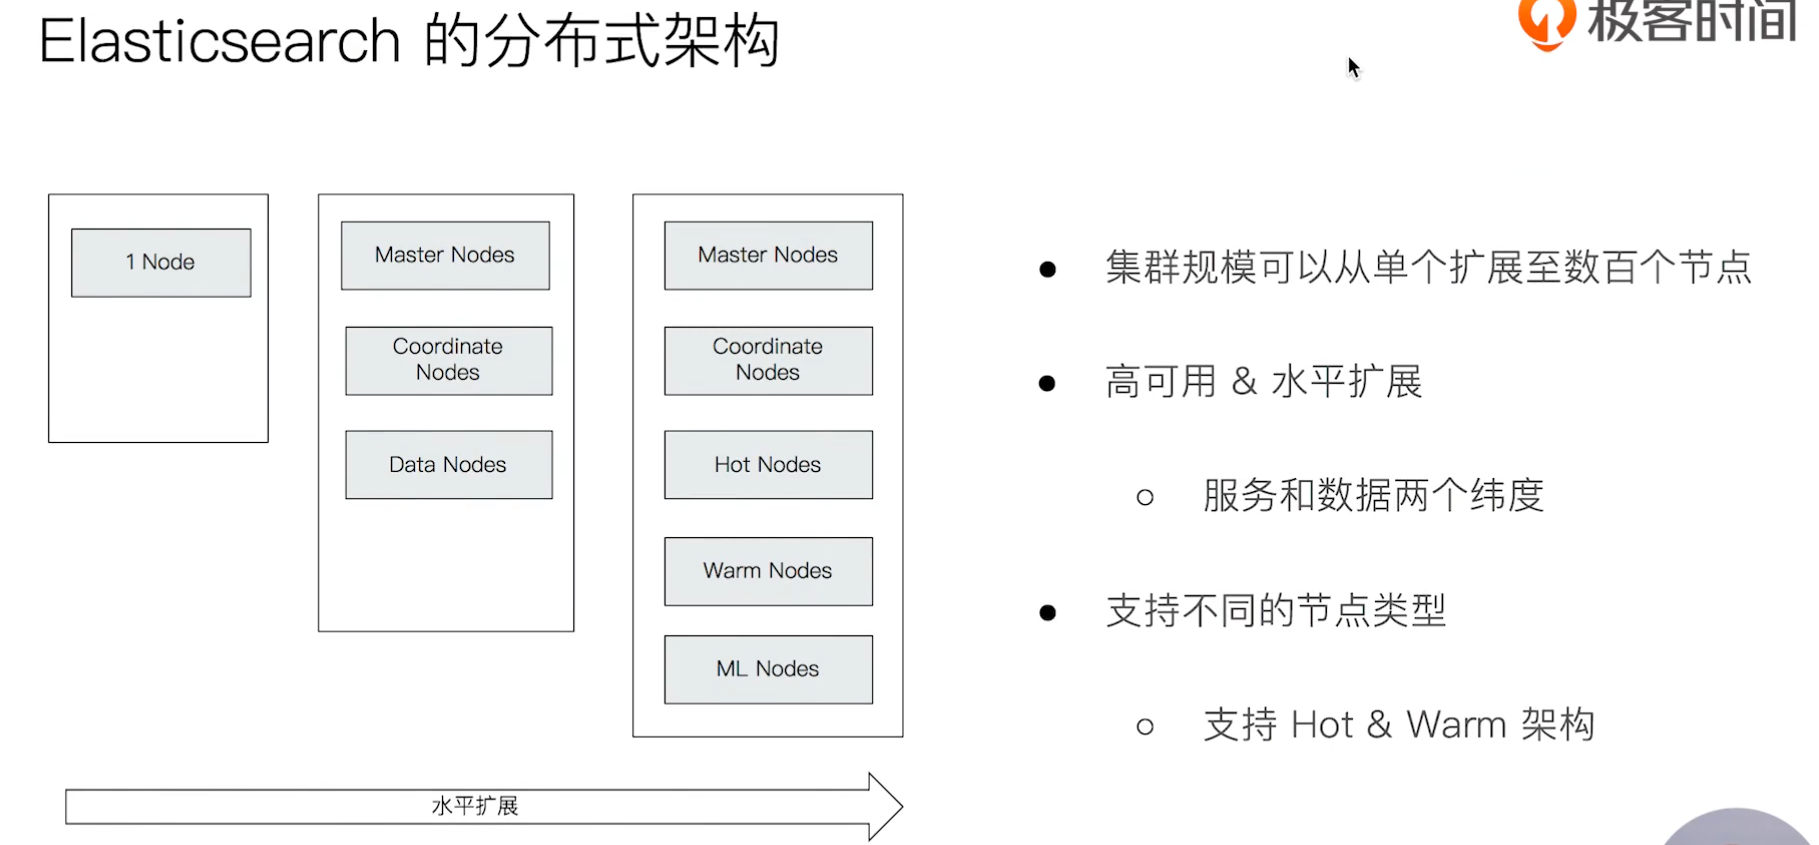 Elasticsearch 的分布式架构
极客时间
1 Node
Master Nodes
Coordinate
Nodes
Data Nodes
Master Nodes
Coordinate
Nodes
Hot Nodes
Warm Nodes
ML Nodes
水平扩展
● 集群规模可以从单个扩展至数百个节点
● 高可用 & 水平扩展
○ 服务和数据两个纬度
● 支持不同的节点类型
○ 支持 Hot & Warm 架构